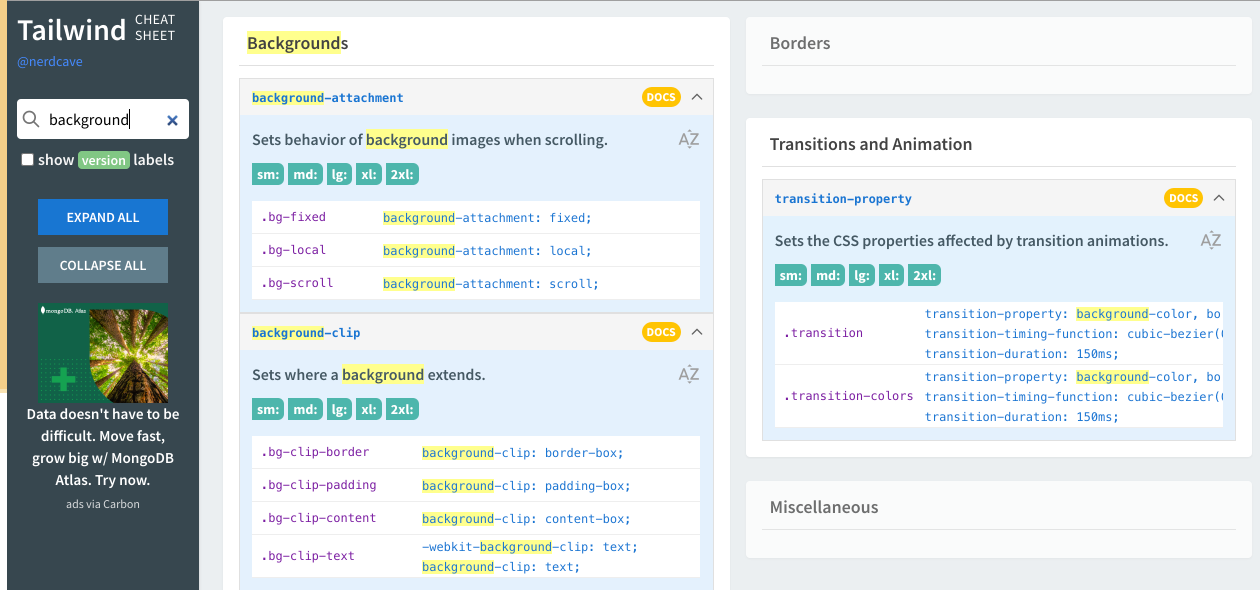 Tailwind CHEAT SHEET
@nerdcave
background
show version labels
EXPAND ALL
COLLAPSE ALL
mongoDB. Atlas
Data doesn't have to be
difficult. Move fast,
grow big w/ MongoDB
Atlas. Try now.
ads via Carbon
Backgrounds
background-attachment DOCS
Sets behavior of background images when scrolling.
sm: md: lg: xl: 2xl:
.bg-fixed background-attachment: fixed;
.bg-local background-attachment: local;
.bg-scroll background-attachment: scroll;
background-clip DOCS
Sets where a background extends.
sm: md: lg: xl: 2xl:
.bg-clip-border background-clip: border-box;
.bg-clip-padding background-clip: padding-box;
.bg-clip-content background-clip: content-box;
.bg-clip-text -webkit-background-clip: text;
background-clip: text;
Borders
Transitions and Animation
transition-property DOCS
Sets the CSS properties affected by transition animations.
AZ
sm: md: lg: xl: 2xl:
.transition transition-property: background-color, bo
transition-timing-function: cubic-bezier(
transition-duration: 150ms;
.transition-colors transition-property: background-color, bo
transition-timing-function: cubic-bezier(
transition-duration: 150ms;
Miscellaneous